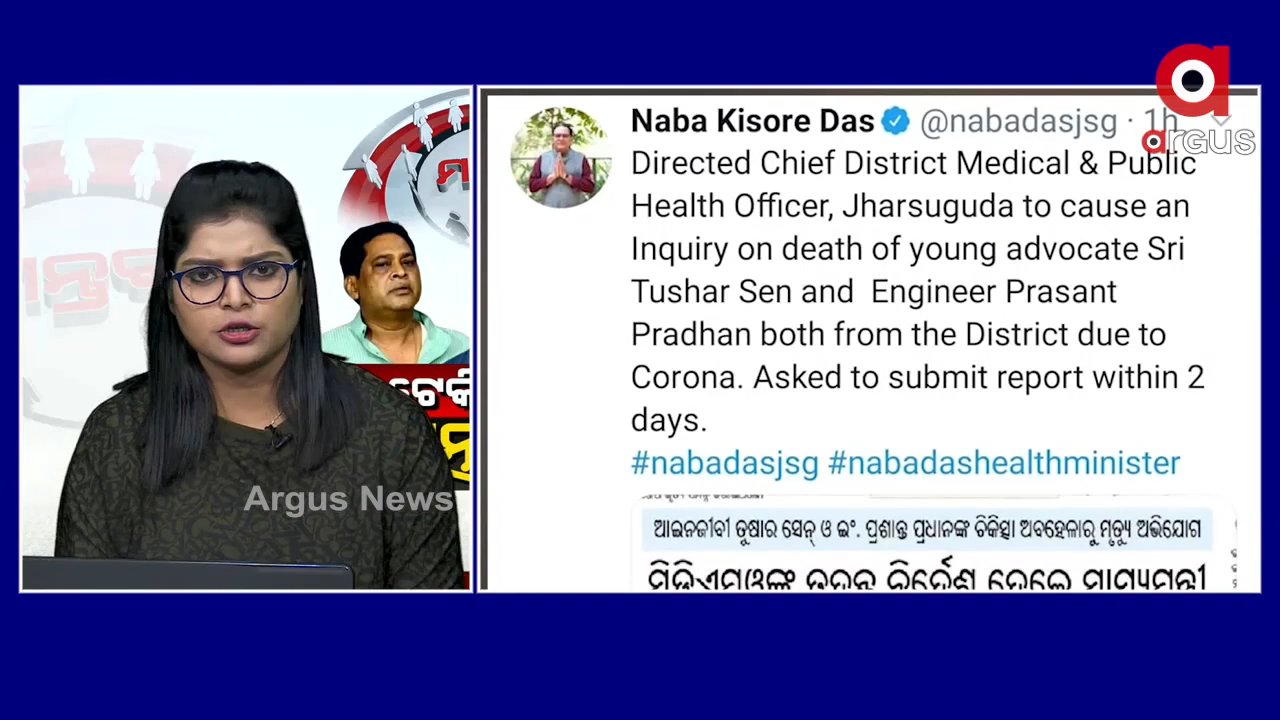 argus
Naba Kisore Das @nabadasjsg · 1h
Directed Chief District Medical & Public
Health Officer, Jharsuguda to cause an
Inquiry on death of young advocate Sri
Tushar Sen and Engineer Prasant
Pradhan both from the District due to
Corona. Asked to submit report within 2
days.
#nabadasjsg #nabadashealthminister
ଆଇନଜୀବୀ ତୁଷାର ସେନ୍ ଓ ଇଂ. ପ୍ରଶାନ୍ତ ପ୍ରଧାନଙ୍କ ଚିକିତ୍ସା ଅବହେଳାରୁ ମୃତ୍ୟୁ ଅଭିଯୋଗ
Argus News